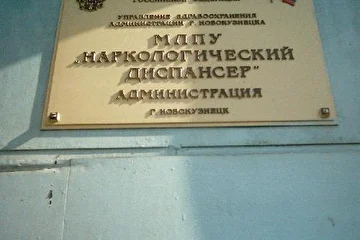 УПРАВЛЕНИЕ ЗДРАВООХРАНЕНИЯ
АДМИНИСТРАЦИИ Г. НОВОКУЗНЕЦКА
МЛПУ
„НАРКОЛОГИЧЕСКИЙ
ДИСПАНСЕР"
АДМИНИСТРАЦИЯ
Г НОВОКУЗНЕЦК